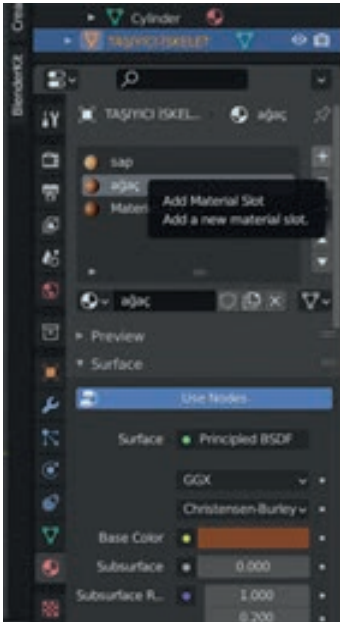 Cylinder
TAŞIYICI İSKELET
BlenderKit
TAŞIYICI İSKEL... ağaç
sap
ağaç
Materi
Add Material Slot
Add a new material slot.
ağaç
Preview
Surface
Use Nodes
Surface Principled BSDF
GGX
Christensen-Burley
Base Color
Subsurface 0.000
Subsurface R... 1.000
0.200